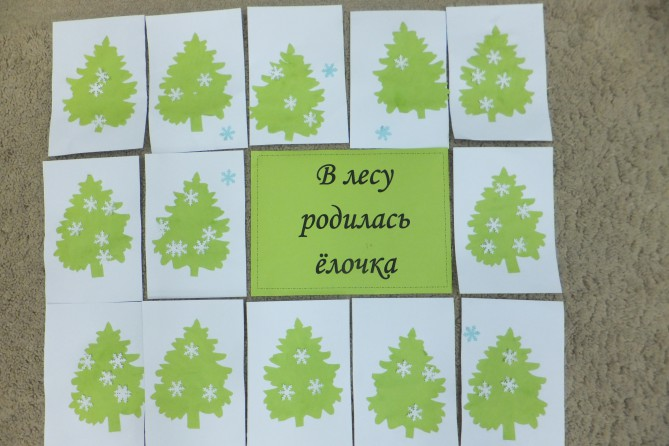 В лесу
родилась
ёлочка